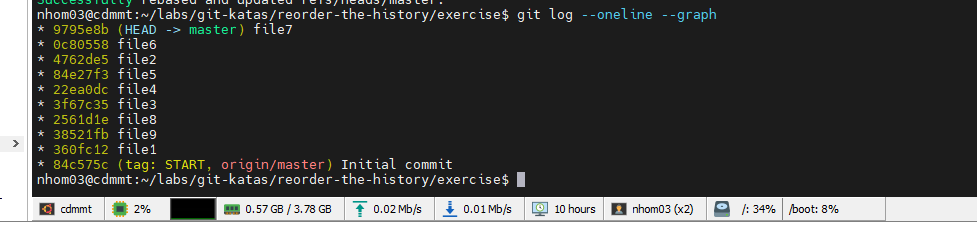 Successfully rebased and updated refs/heads/master.
nhom03@cdmmt:~/labs/git-katas/reorder-the-history/exercise$ git log --oneline --graph
* 9795e8b (HEAD -> master) file7
* 0c80558 file6
* 4762de5 file2
* 84e27f3 file5
* 22ea0dc file4
* 3f67c35 file3
* 2561d1e file8
* 38521fb file9
* 360fc12 file1
* 84c575c (tag: START, origin/master) Initial commit
nhom03@cdmmt:~/labs/git-katas/reorder-the-history/exercise$
cdmmt 2% 0.57 GB / 3.78 GB 0.02 Mb/s 0.01 Mb/s 10 hours nhom03 (x2) /: 34% /boot: 8%